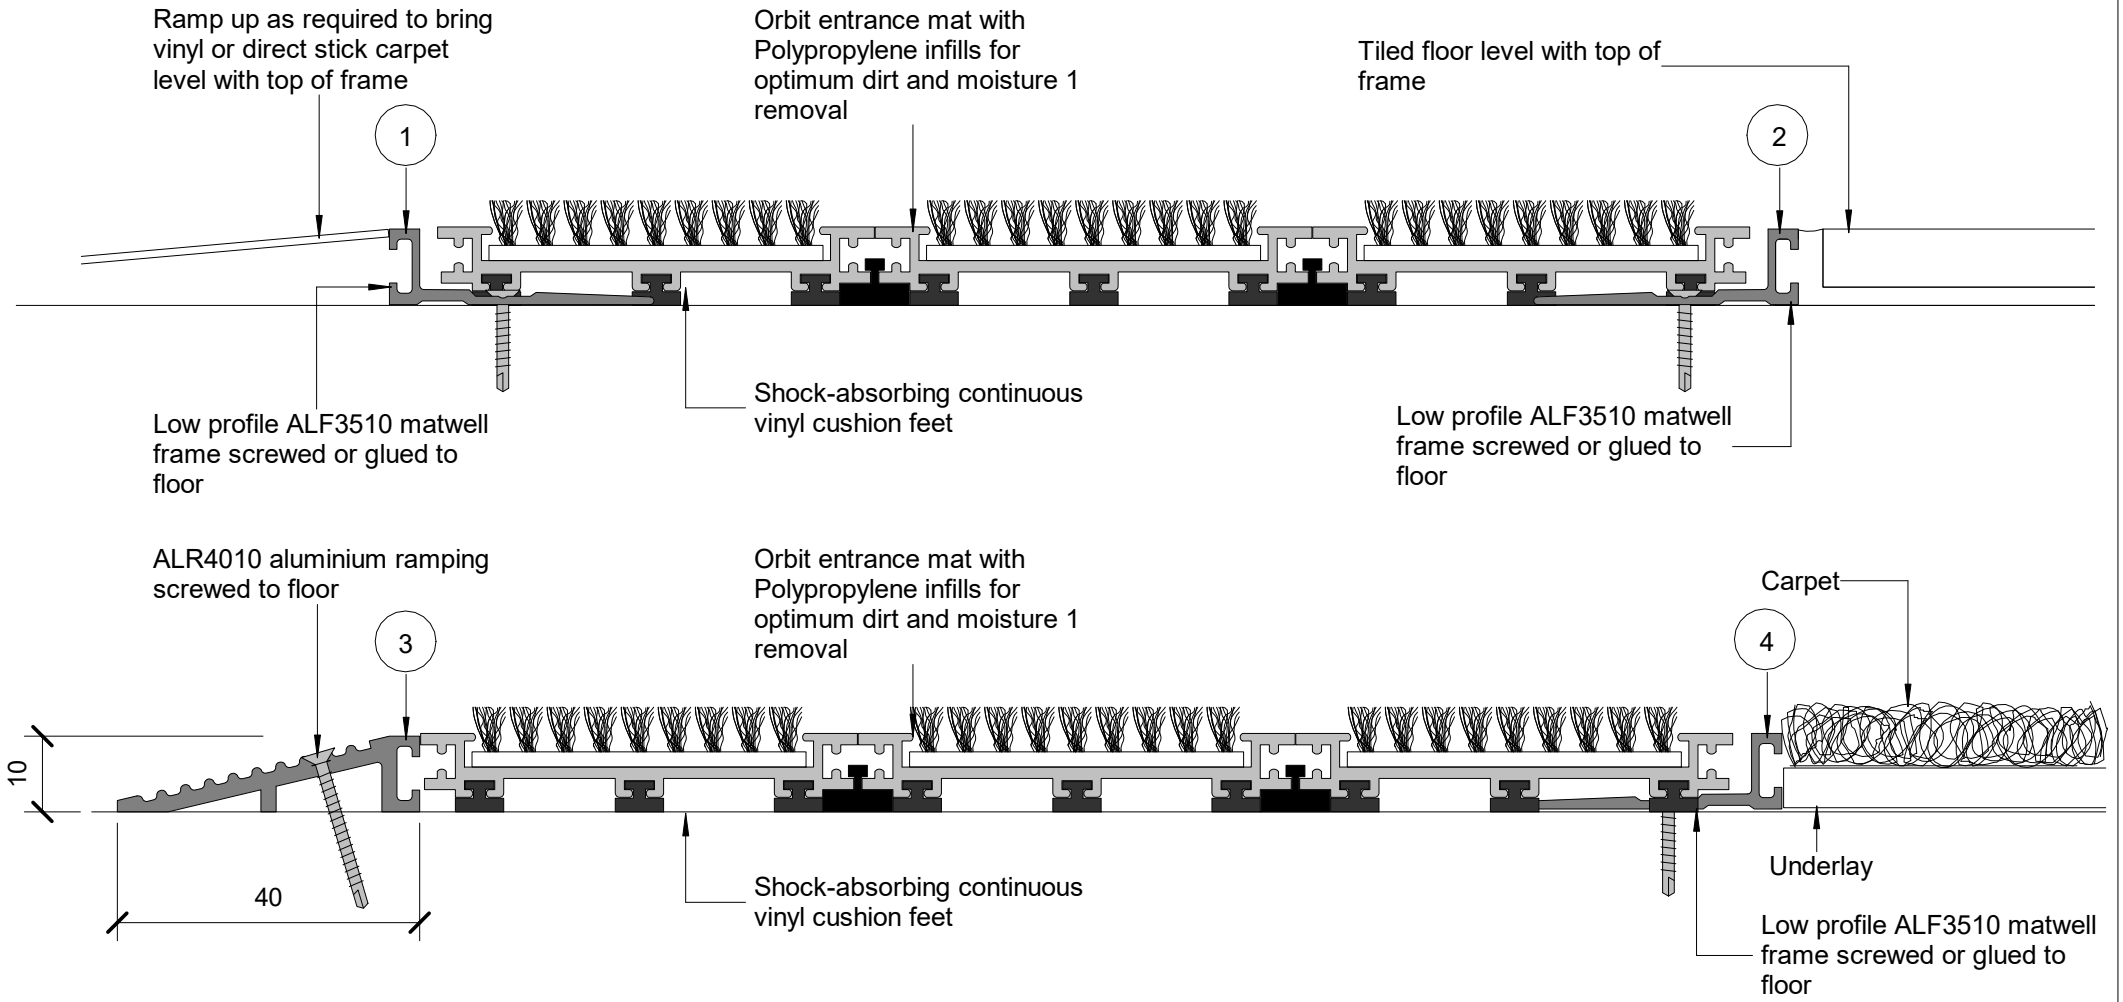 Ramp up as required to bring
vinyl or direct stick carpet
level with top of frame
Orbit entrance mat with
Polypropylene infills for
optimum dirt and moisture 1
removal
Tiled floor level with top of
frame
1
2
Shock-absorbing continuous
vinyl cushion feet
Low profile ALF3510 matwell
frame screwed or glued to
floor
Low profile ALF3510 matwell
frame screwed or glued to
floor
ALR4010 aluminium ramping
screwed to floor
Orbit entrance mat with
Polypropylene infills for
optimum dirt and moisture 1
removal
Carpet
3
4
10
40
Shock-absorbing continuous
vinyl cushion feet
Underlay
Low profile ALF3510 matwell
frame screwed or glued to
floor